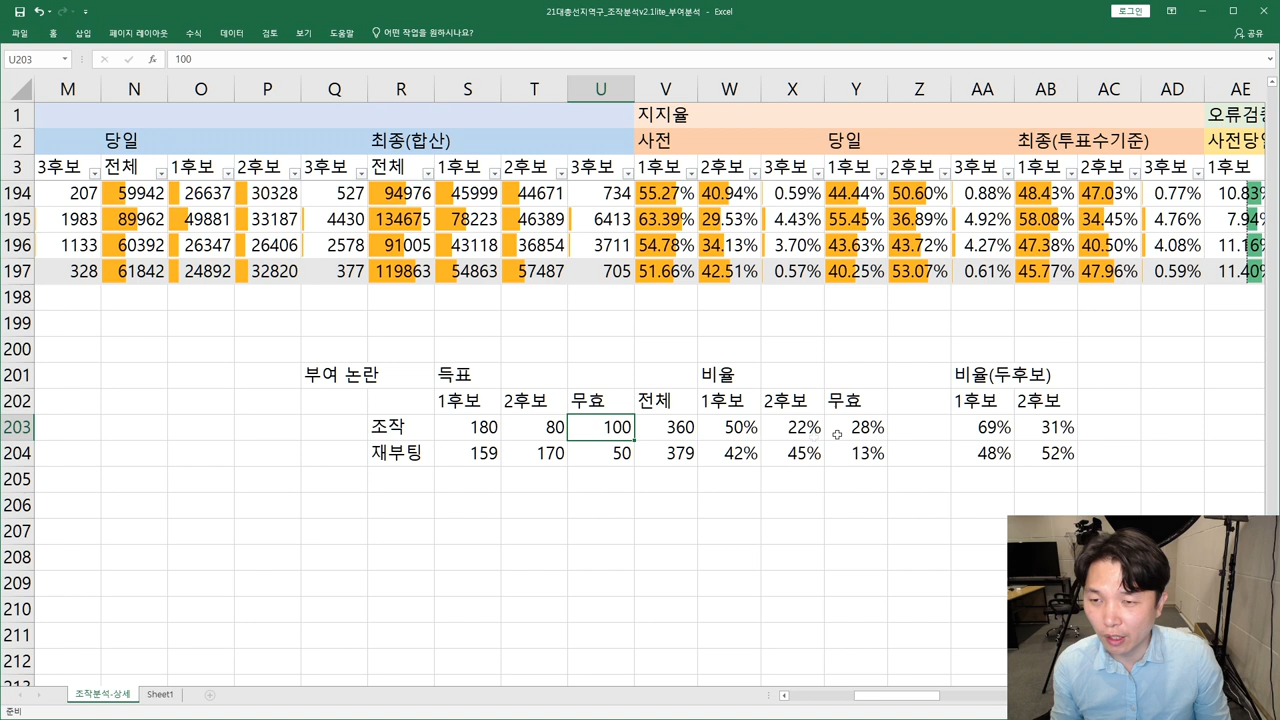 21대총선지역구_조작분석v2.1lite_부여분석 - Excel
로그인
파일 홈 삽입 페이지 레이아웃 수식 데이터 검토 보기 도움말 어떤 작업을 원하시나요? 공유
U203 fx 100
M N O P Q R S T U V W X Y Z AA AB AC AD AE
1 지지율 오류검증
2 당일 최종(합산) 사전 당일 최종(투표수기준) 사전당일
3 3후보 전체 1후보 2후보 3후보 전체 1후보 2후보 3후보 1후보 2후보 3후보 1후보 2후보 3후보 1후보 2후보 3후보 1후보
194 207 59942 26637 30328 527 94976 45999 44671 734 55.27% 40.94% 0.59% 44.44% 50.60% 0.88% 48.43% 47.03% 0.77% 10.83%
195 1983 89962 49881 33187 4430 134675 78223 46389 6413 63.39% 29.53% 4.43% 55.45% 36.89% 4.92% 58.08% 34.45% 4.76% 7.94%
196 1133 60392 26347 26406 2578 91005 43118 36854 3711 54.78% 34.13% 3.70% 43.63% 43.72% 4.27% 47.38% 40.50% 4.08% 11.16%
197 328 61842 24892 32820 377 119863 54863 57487 705 51.66% 42.51% 0.57% 40.25% 53.07% 0.61% 45.77% 47.96% 0.59% 11.40%
198
199
200
201 부여 논란 득표 비율 비율(두후보)
202 1후보 2후보 무효 전체 1후보 2후보 무효 1후보 2후보
203 조작 180 80 100 360 50% 22% 28% 69% 31%
204 재부팅 159 170 50 379 42% 45% 13% 48% 52%
205
206
207
208
209
210
211
212
조작분석-상세 Sheet1
준비